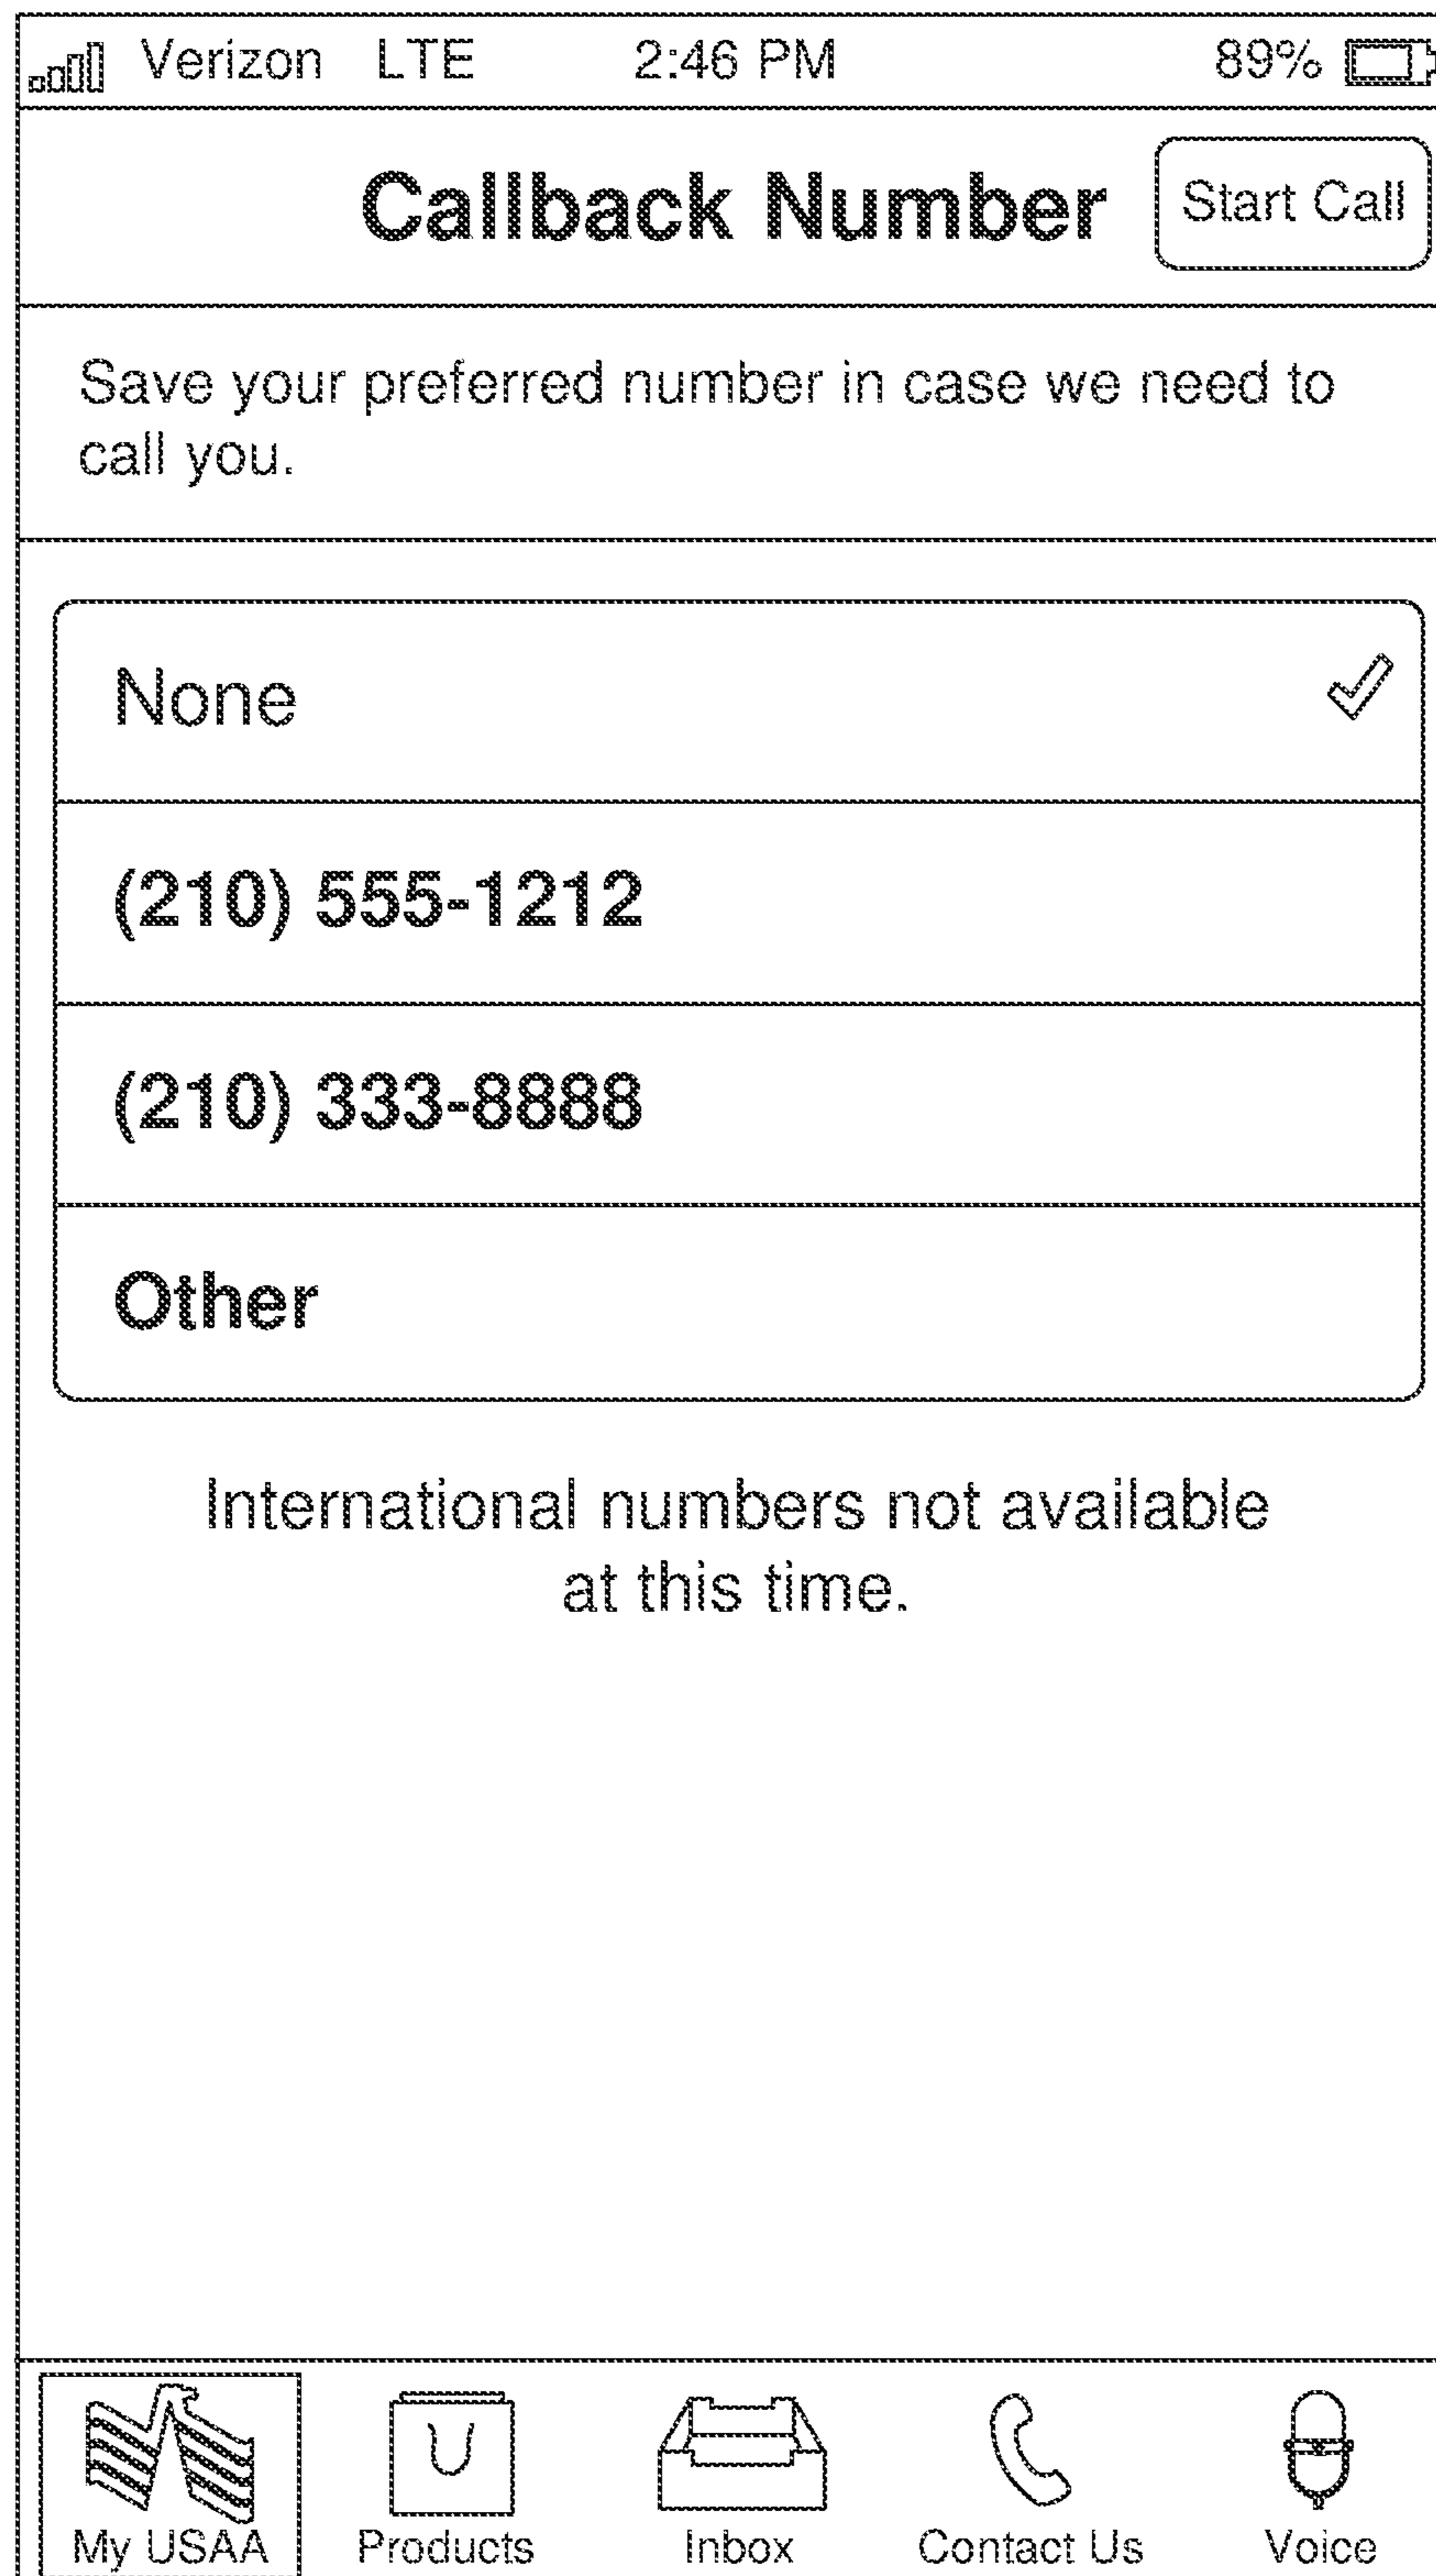 Verizon LTE 2:46 PM 89%
Callback Number Start Call
Save your preferred number in case we need to
call you.
None
(210) 555-1212
(210) 333-8888
Other
International numbers not available
at this time.
My USAA Products Inbox Contact Us Voice